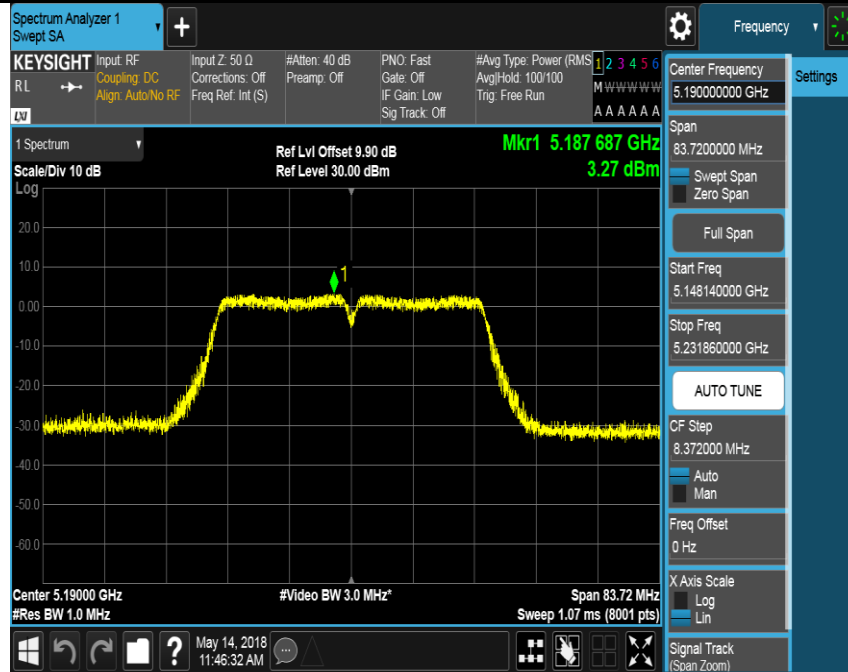 Spectrum Analyzer 1
Swept SA
+
Frequency
KEYSIGHT
RL
LXI
Input: RF
Coupling: DC
Align: Auto/No RF
Input Z: 50 Ω
Corrections: Off
Freq Ref: Int (S)
#Atten: 40 dB
Preamp: Off
PNO: Fast
Gate: Off
IF Gain: Low
Sig Track: Off
#Avg Type: Power (RMS
Avg|Hold: 100/100
Trig: Free Run
1 2 3 4 5 6
M W W W W W
A A A A A A
1 Spectrum
Scale/Div 10 dB
Log
Ref Lvl Offset 9.90 dB
Ref Level 30.00 dBm
Mkr1 5.187 687 GHz
3.27 dBm
20.0
10.0
0.00
-10.0
-20.0
-30.0
-40.0
-50.0
-60.0
1
Center 5.19000 GHz
#Res BW 1.0 MHz
#Video BW 3.0 MHz*
Span 83.72 MHz
Sweep 1.07 ms (8001 pts)
?
May 14, 2018
11:46:32 AM
Center Frequency
5.190000000 GHz
Settings
Span
83.7200000 MHz
Swept Span
Zero Span
Full Span
Start Freq
5.148140000 GHz
Stop Freq
5.231860000 GHz
AUTO TUNE
CF Step
8.372000 MHz
Auto
Man
Freq Offset
0 Hz
X Axis Scale
Log
Lin
Signal Track
(Span Zoom)